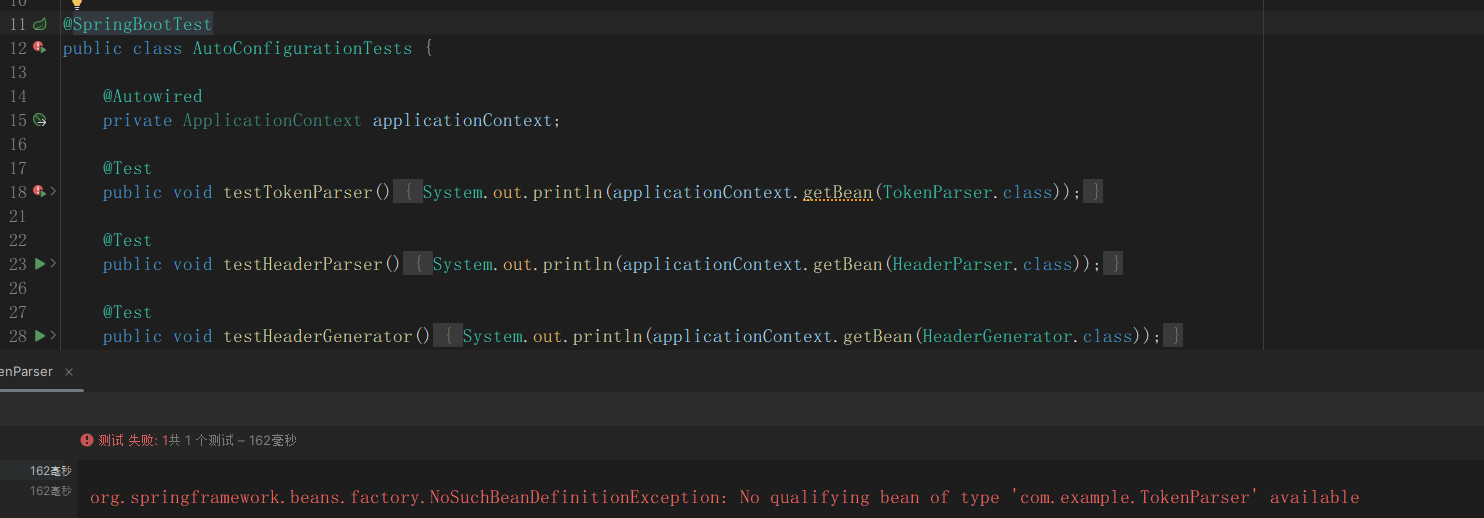 10
11 @SpringBootTest
12 public class AutoConfigurationTests {
13
14 @Autowired
15 private ApplicationContext applicationContext;
16
17 @Test
18 public void testTokenParser() { System.out.println(applicationContext.getBean(TokenParser.class)); }
21
22 @Test
23 public void testHeaderParser() { System.out.println(applicationContext.getBean(HeaderParser.class)); }
26
27 @Test
28 public void testHeaderGenerator() { System.out.println(applicationContext.getBean(HeaderGenerator.class)); }
enParser ×
测试 失败: 1共 1 个测试 – 162毫秒
162毫秒
162毫秒
org.springframework.beans.factory.NoSuchBeanDefinitionException: No qualifying bean of type 'com.example.TokenParser' available